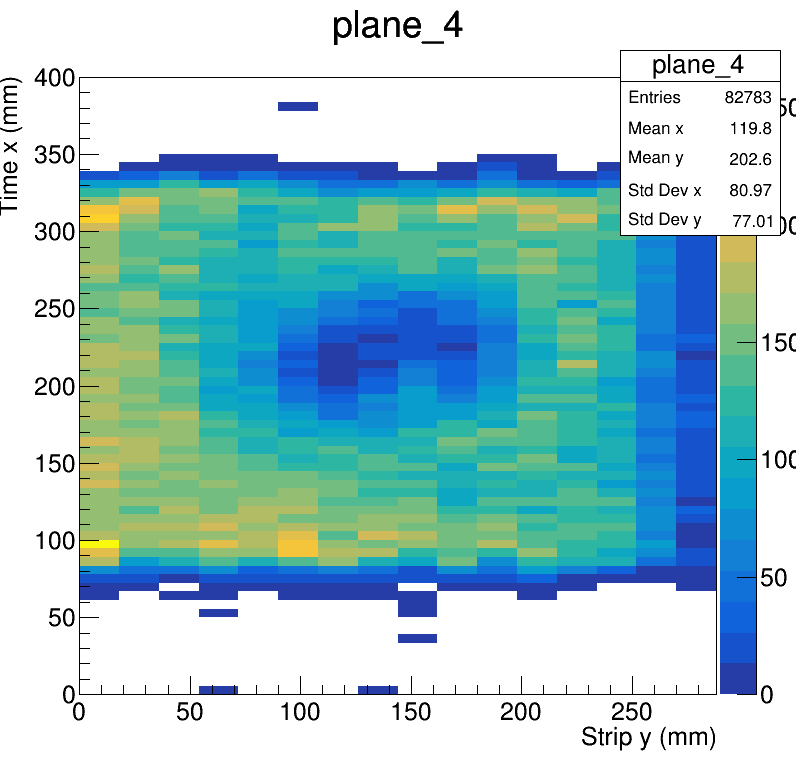 plane_4
plane_4
Entries 82783
Mean x 119.8
Mean y 202.6
Std Dev x 80.97
Std Dev y 77.01
Time x (mm)
400
350
300
250
200
150
100
50
0
0 50 100 150 200 250
Strip y (mm)
150
100
50
0